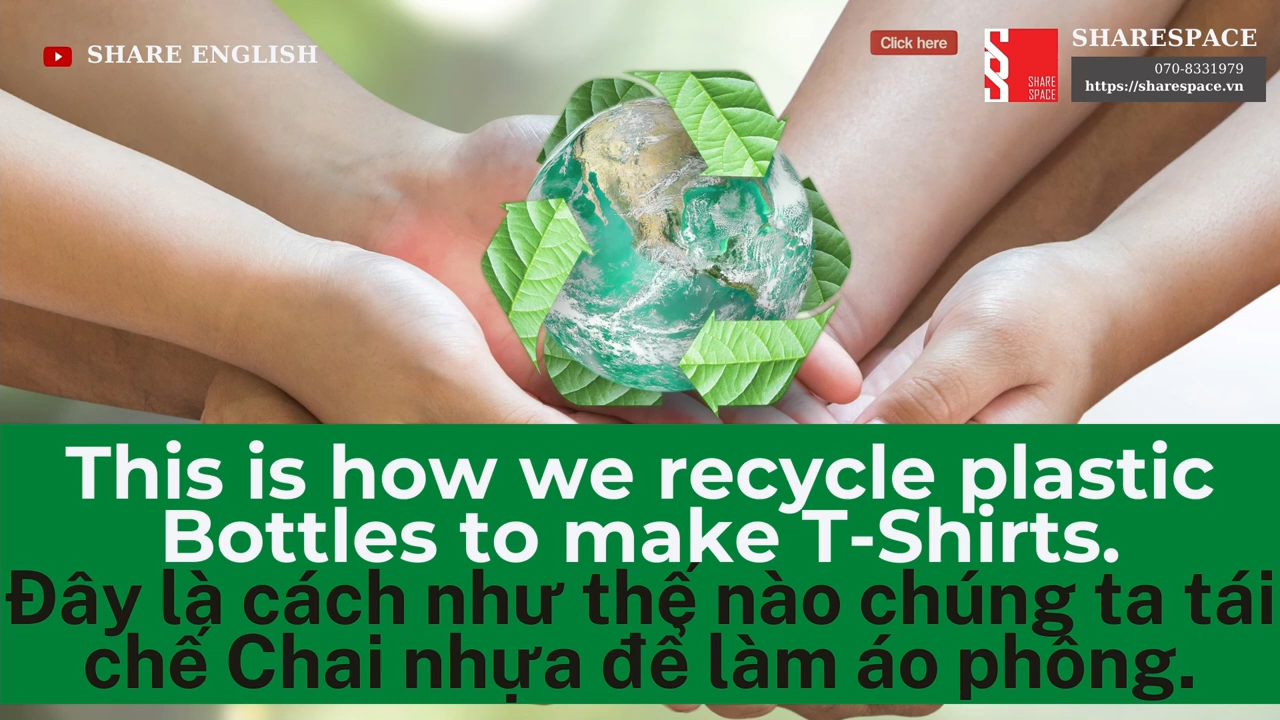 SHARE ENGLISH
Click here
SHARE
SPACE
SHARESPACE
070-8331979
https://sharespace.vn
This is how we recycle plastic
Bottles to make T-Shirts.
Đây là cách như thế nào chúng ta tái
chế Chai nhựa để làm áo phông.